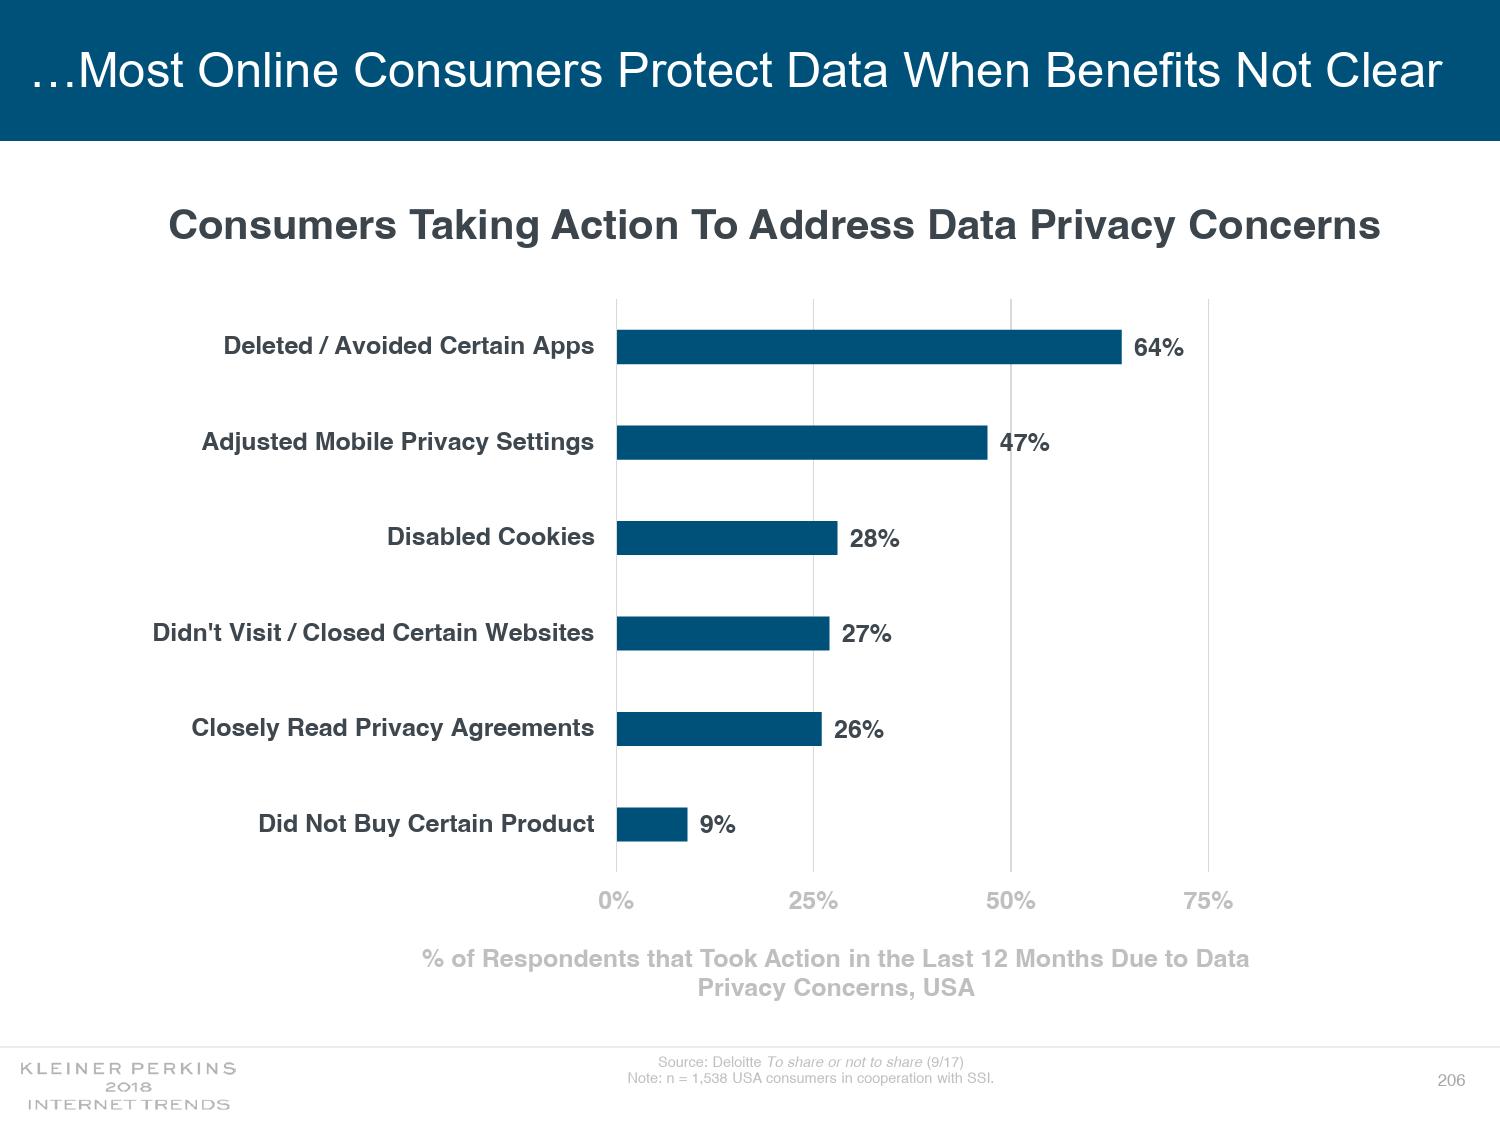 …Most Online Consumers Protect Data When Benefits Not Clear
Consumers Taking Action To Address Data Privacy Concerns
Deleted / Avoided Certain Apps
64%
Adjusted Mobile Privacy Settings
47%
Disabled Cookies
28%
Didn't Visit / Closed Certain Websites
27%
Closely Read Privacy Agreements
26%
Did Not Buy Certain Product
9%
0%
25%
50%
75%
% of Respondents that Took Action in the Last 12 Months Due to Data
Privacy Concerns, USA
KLEINER PERKINS
2018
INTERNET TRENDS
Source: Deloitte To share or not to share (9/17)
Note: n = 1,538 USA consumers in cooperation with SSI.
206